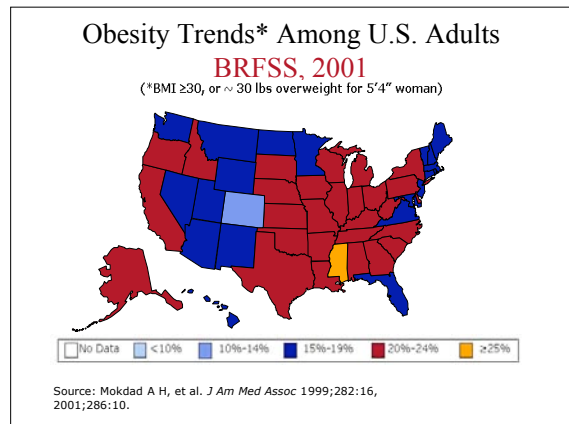 Obesity Trends* Among U.S. Adults
BRFSS, 2001
(*BMI ≥30, or ~ 30 lbs overweight for 5’4” woman)
No Data <10% 10%-14% 15%-19% 20%-24% ≥25%
Source: Mokdad A H, et al. J Am Med Assoc 1999;282:16,
2001;286:10.